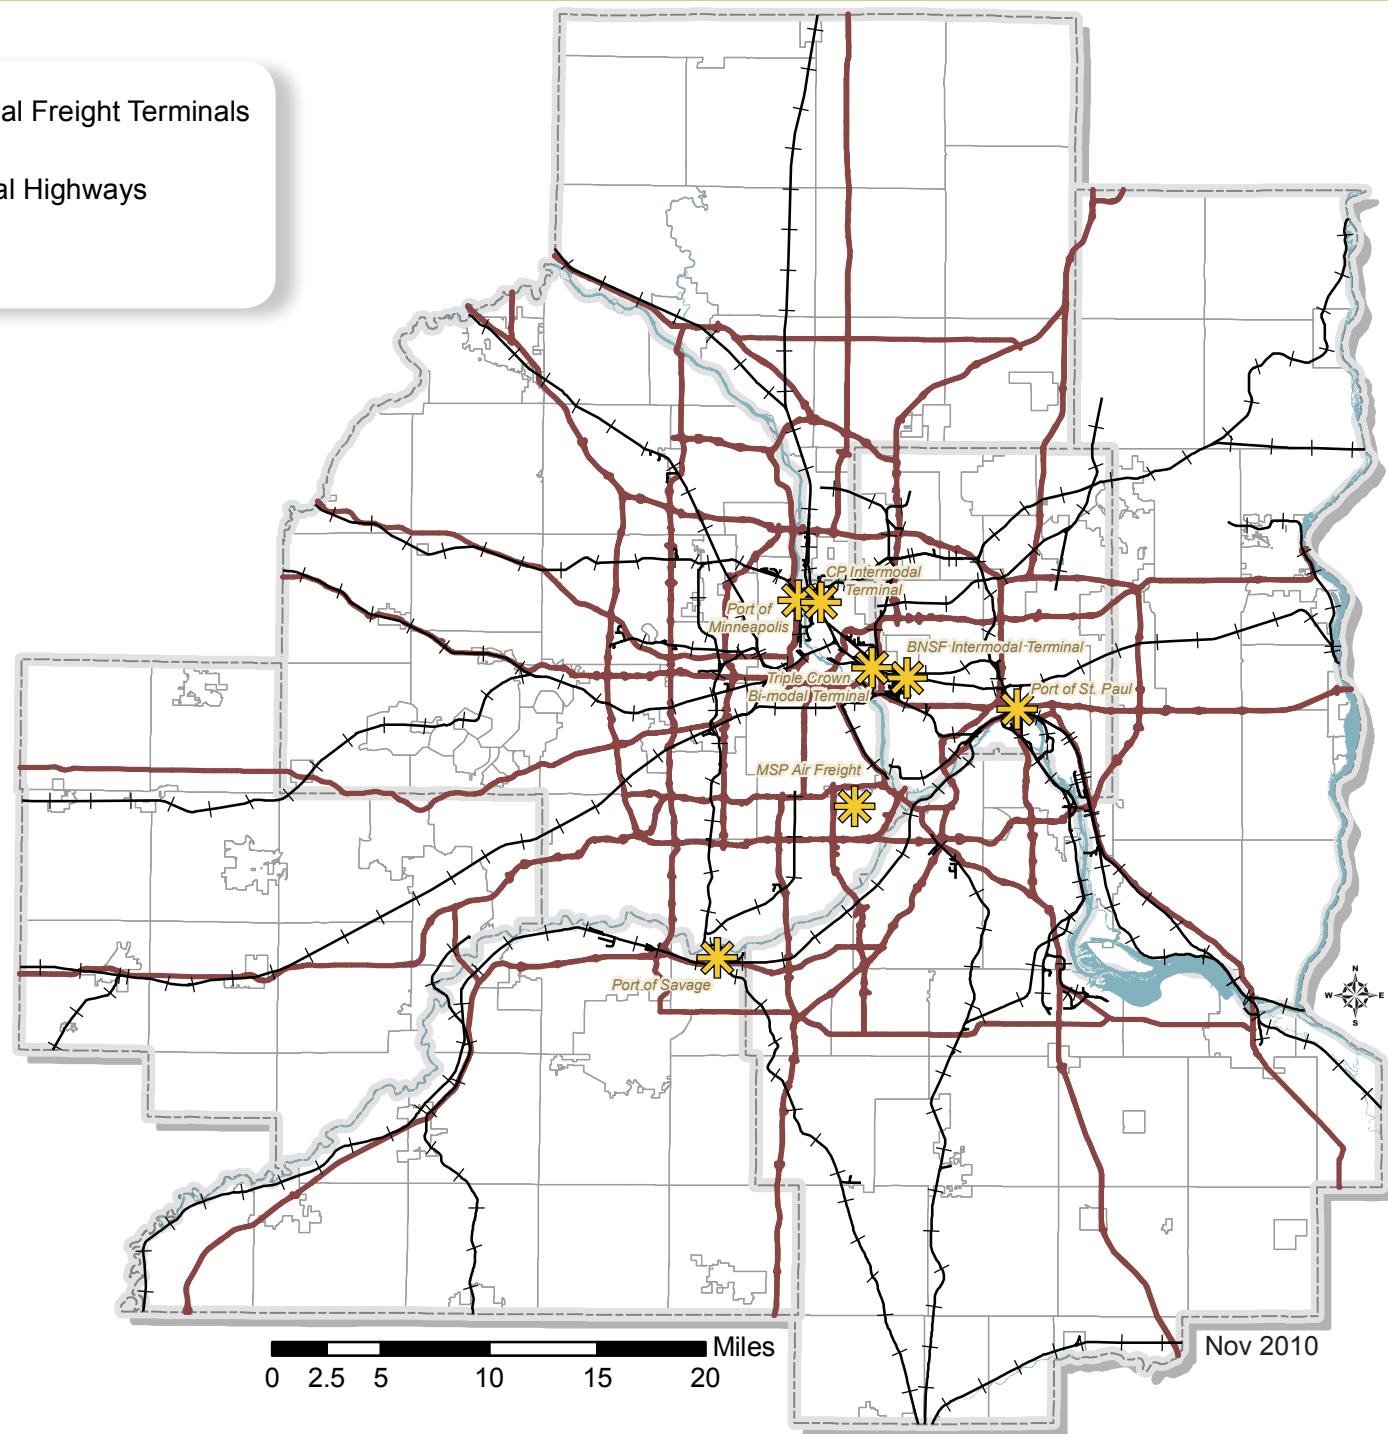 al Freight Terminals
al Highways
CP Intermodal
Terminal
Port of
Minneapolis
BNSF Intermodal Terminal
Triple Crown
Bi-modal Terminal
Port of St. Paul
MSP Air Freight
Port of Savage
N
W E
S
Miles
0 2.5 5 10 15 20
Nov 2010